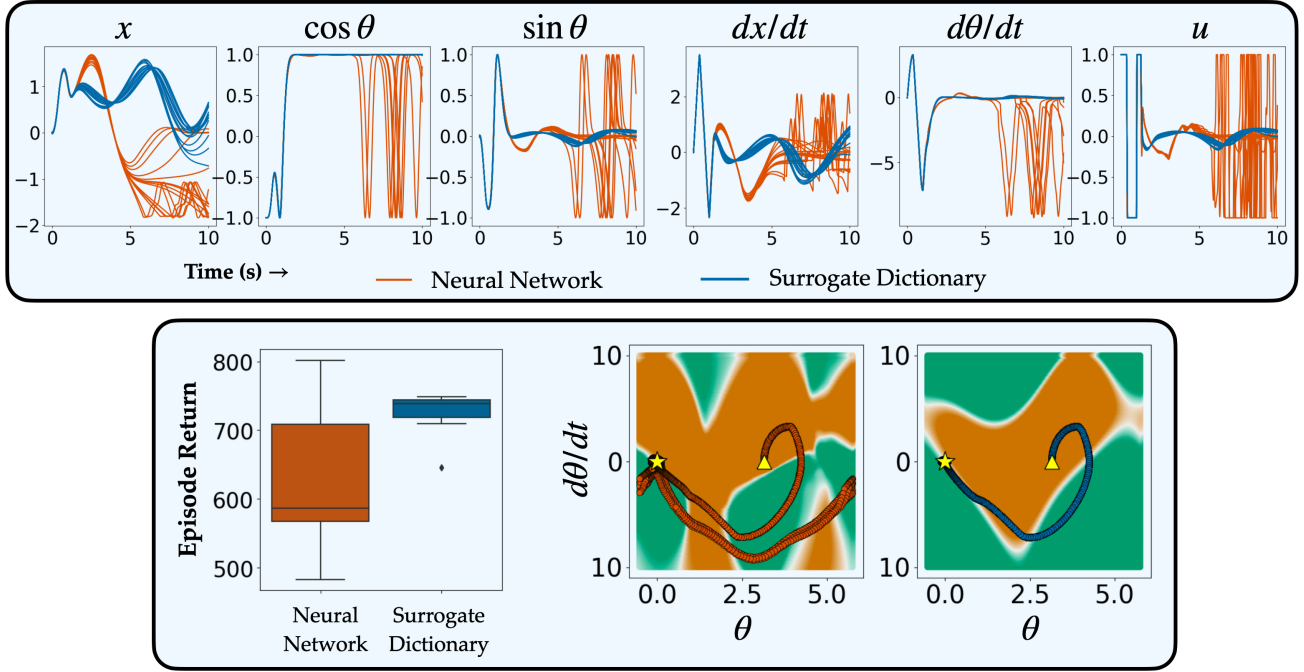 x cos θ sin θ dx/dt dθ/dt u
1 0 −1 −2
0 5 10
1.0 0.5 0.0 −0.5 −1.0
0 5 10
1.0 0.5 0.0 −0.5 −1.0
0 5 10
2 0 −2
0 5 10
0 −5
0 5 10
1.0 0.5 0.0 −0.5 −1.0
0 5 10
Time (s) → Neural Network Surrogate Dictionary
Episode Return
800
700
600
500
Neural
Network
Surrogate
Dictionary
dθ/dt
10
0
10
0.0 2.5 5.0
θ
10
0
10
0.0 2.5 5.0
θ